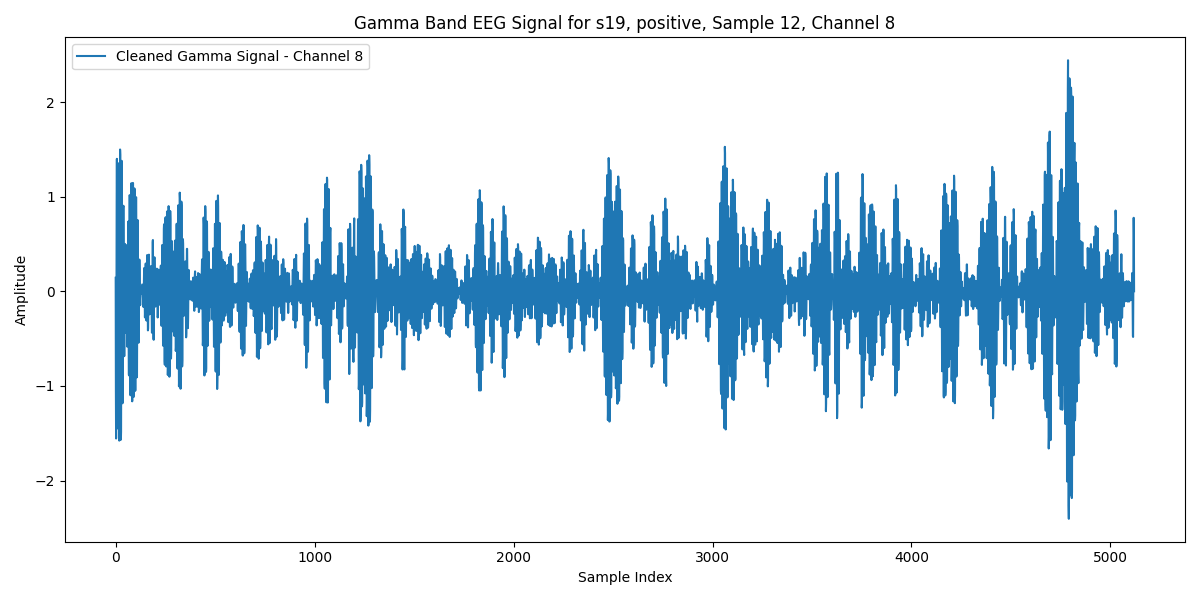 Gamma Band EEG Signal for s19, positive, Sample 12, Channel 8
Cleaned Gamma Signal - Channel 8
2
1
0
−1
−2
Amplitude
0 1000 2000 3000 4000 5000
Sample Index